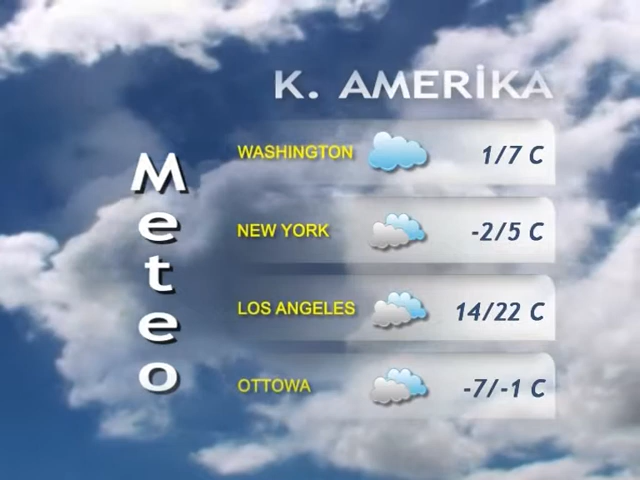 K. AMERİKA
Meteo
WASHINGTON 1/7 C
NEW YORK -2/5 C
LOS ANGELES 14/22 C
OTTOWA -7/-1 C